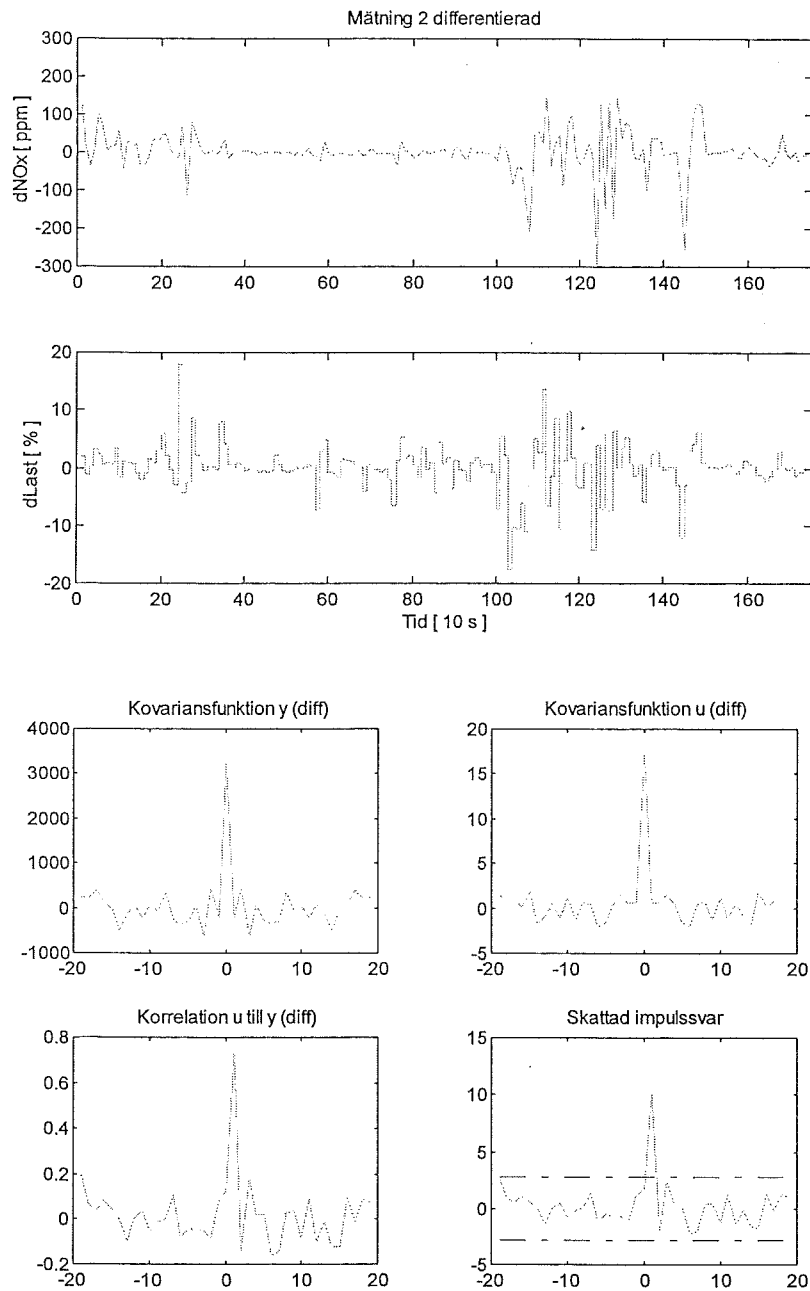 Mätning 2 differentierad
300
200
100
0
-100
-200
-300
dNOx [ ppm ]
0 20 40 60 80 100 120 140 160
20
10
0
-10
-20
dLast [ % ]
0 20 40 60 80 100 120 140 160
Tid [ 10 s ]
Kovariansfunktion y (diff)
4000
3000
2000
1000
0
-1000
-20 -10 0 10 20
Kovariansfunktion u (diff)
20
15
10
5
0
-5
-20 -10 0 10 20
Korrelation u till y (diff)
0.8
0.6
0.4
0.2
0
-0.2
-20 -10 0 10 20
Skattad impulssvar
15
10
5
0
-5
-20 -10 0 10 20